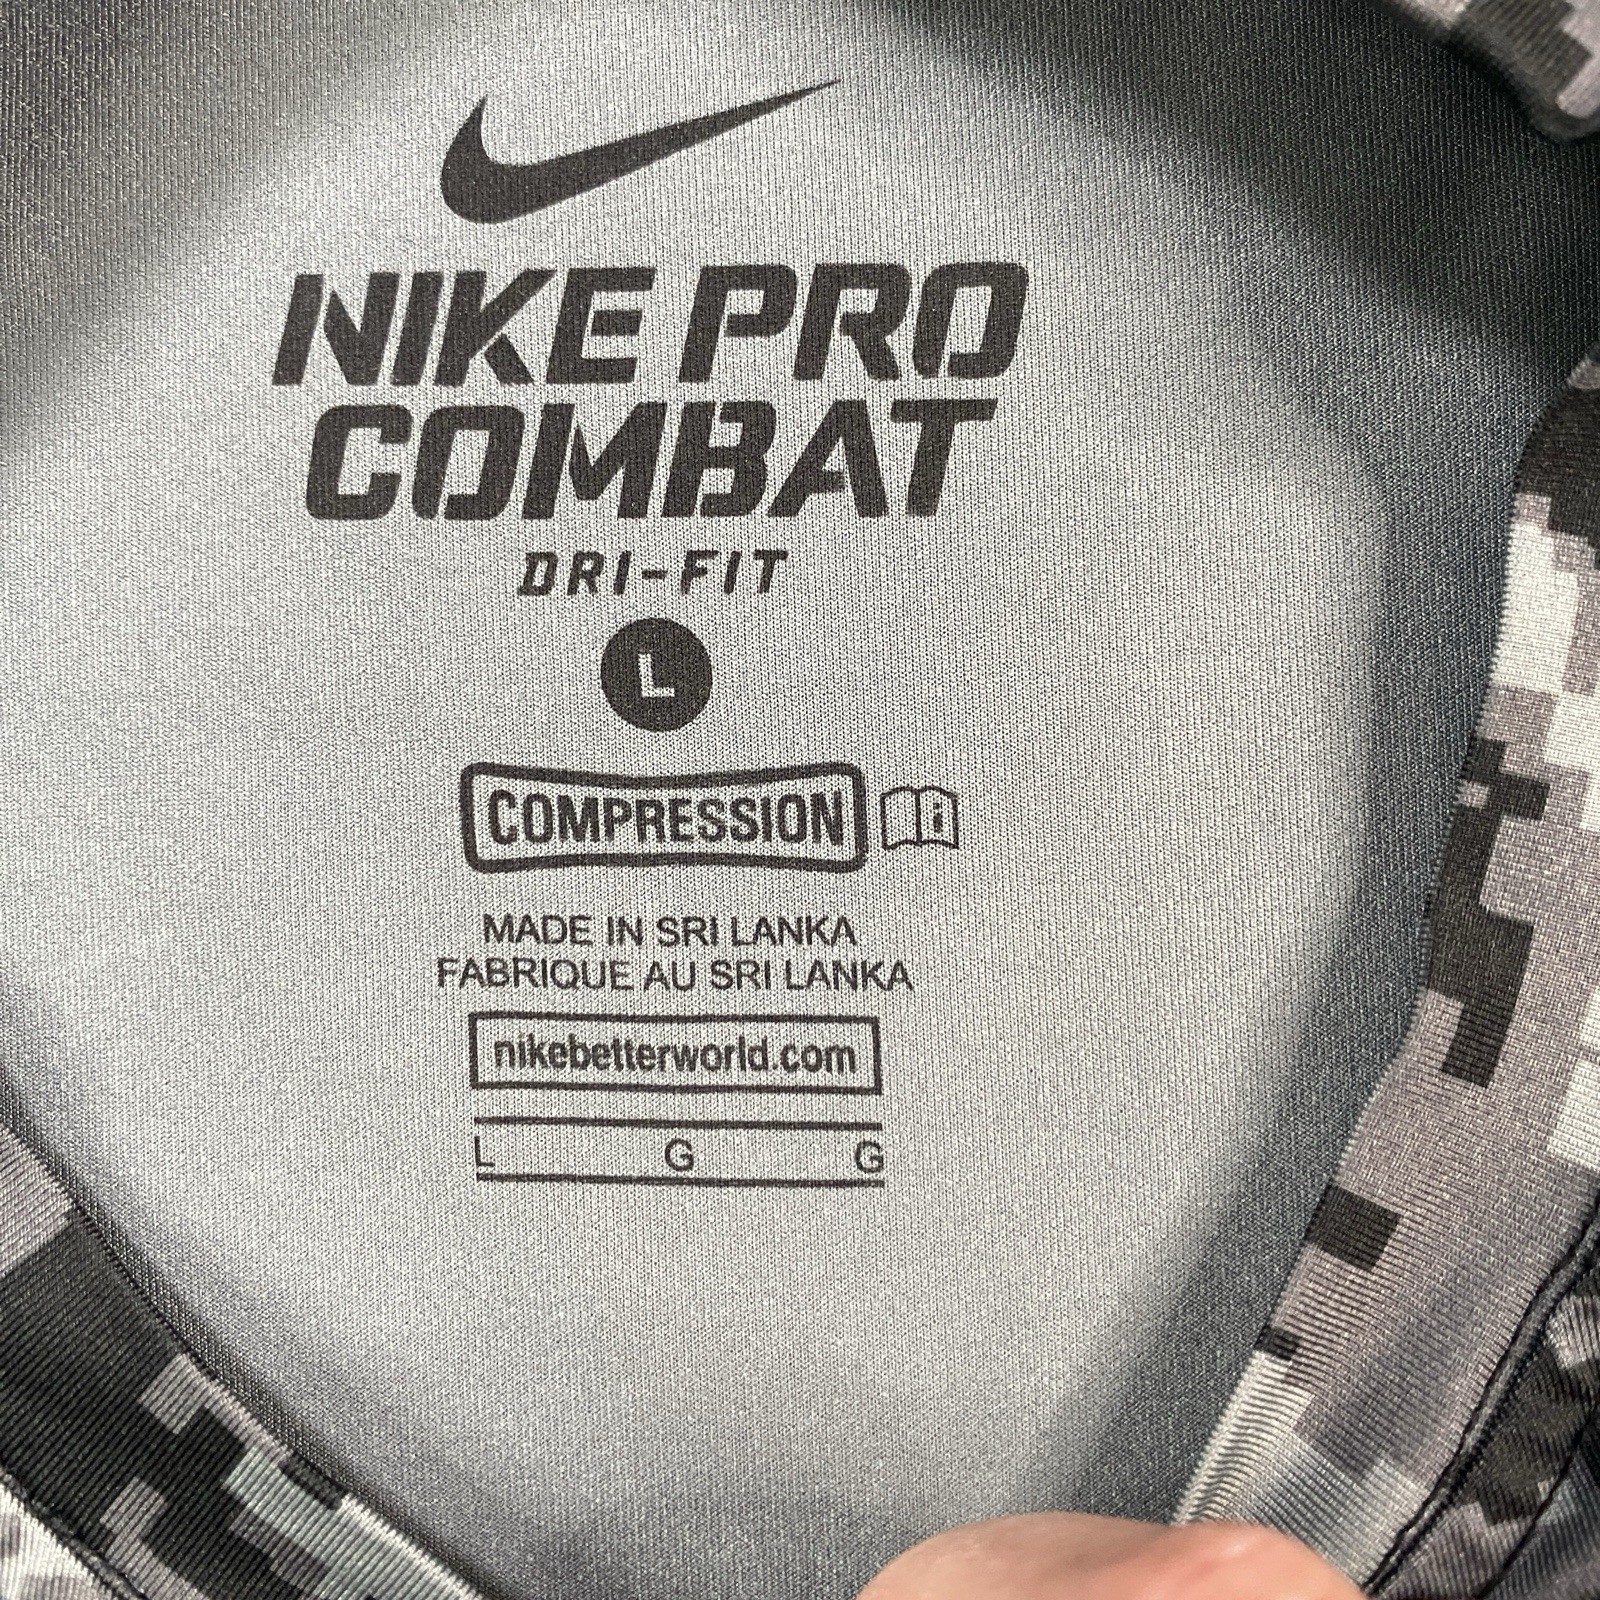 NIKE PRO
COMBAT
DRI-FIT
L
COMPRESSION i
MADE IN SRI LANKA
FABRIQUE AU SRI LANKA
nikebetterworld.com
L G G